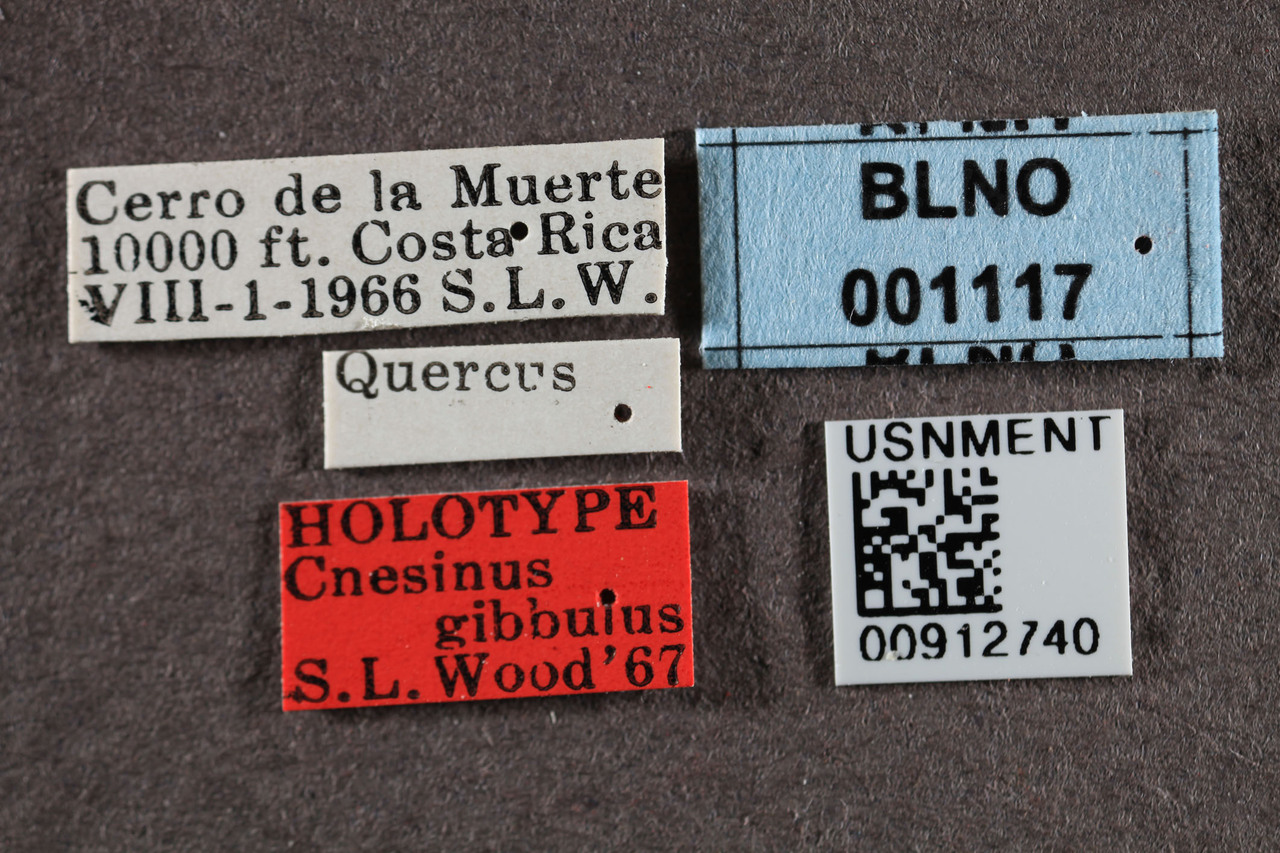 Cerro de la Muerte
10000 ft. Costa Rica
VIII-1-1966 S.L.W.
Quercus
HOLOTYPE
Cnesinus
gibbulus
S.L. Wood '67
BLNO
001117
USNMENT
00912740